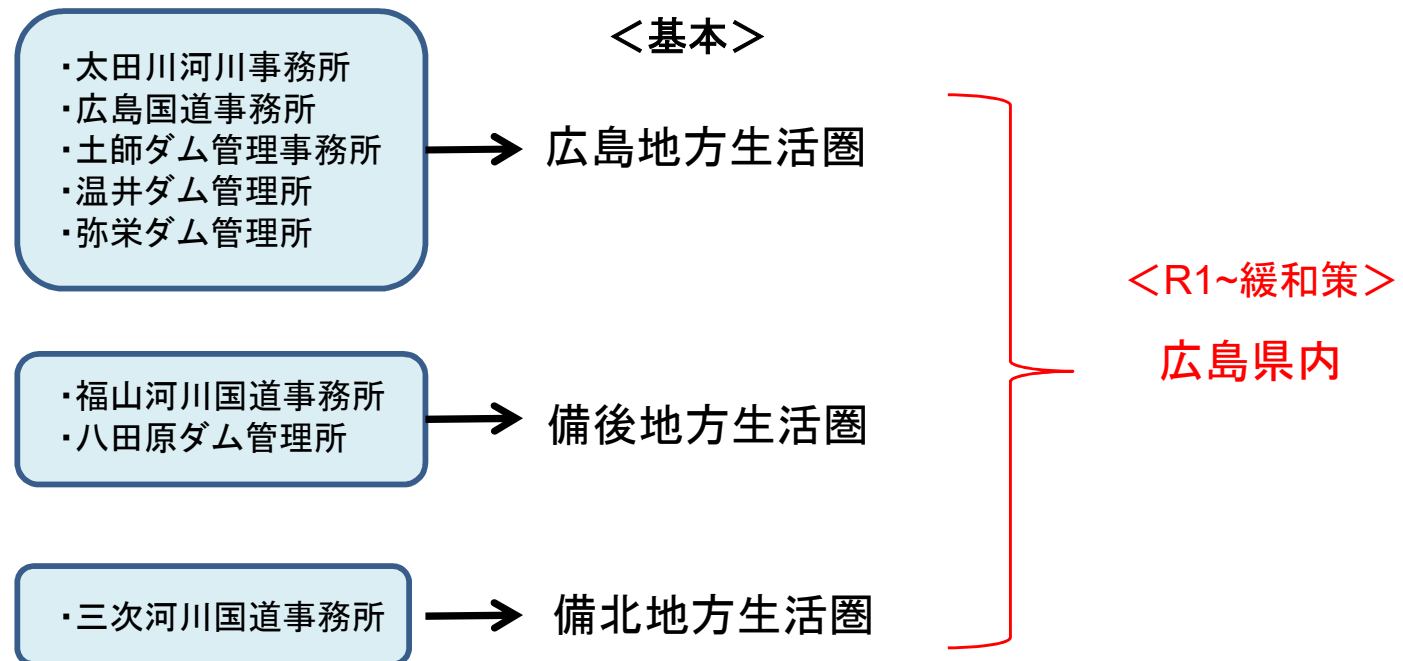 ＜基本＞
・太田川河川事務所
・広島国道事務所
・土師ダム管理事務所
・温井ダム管理所
・弥栄ダム管理所
広島地方生活圏
・福山河川国道事務所
・八田原ダム管理所
備後地方生活圏
・三次河川国道事務所
備北地方生活圏
＜R1~緩和策＞
広島県内